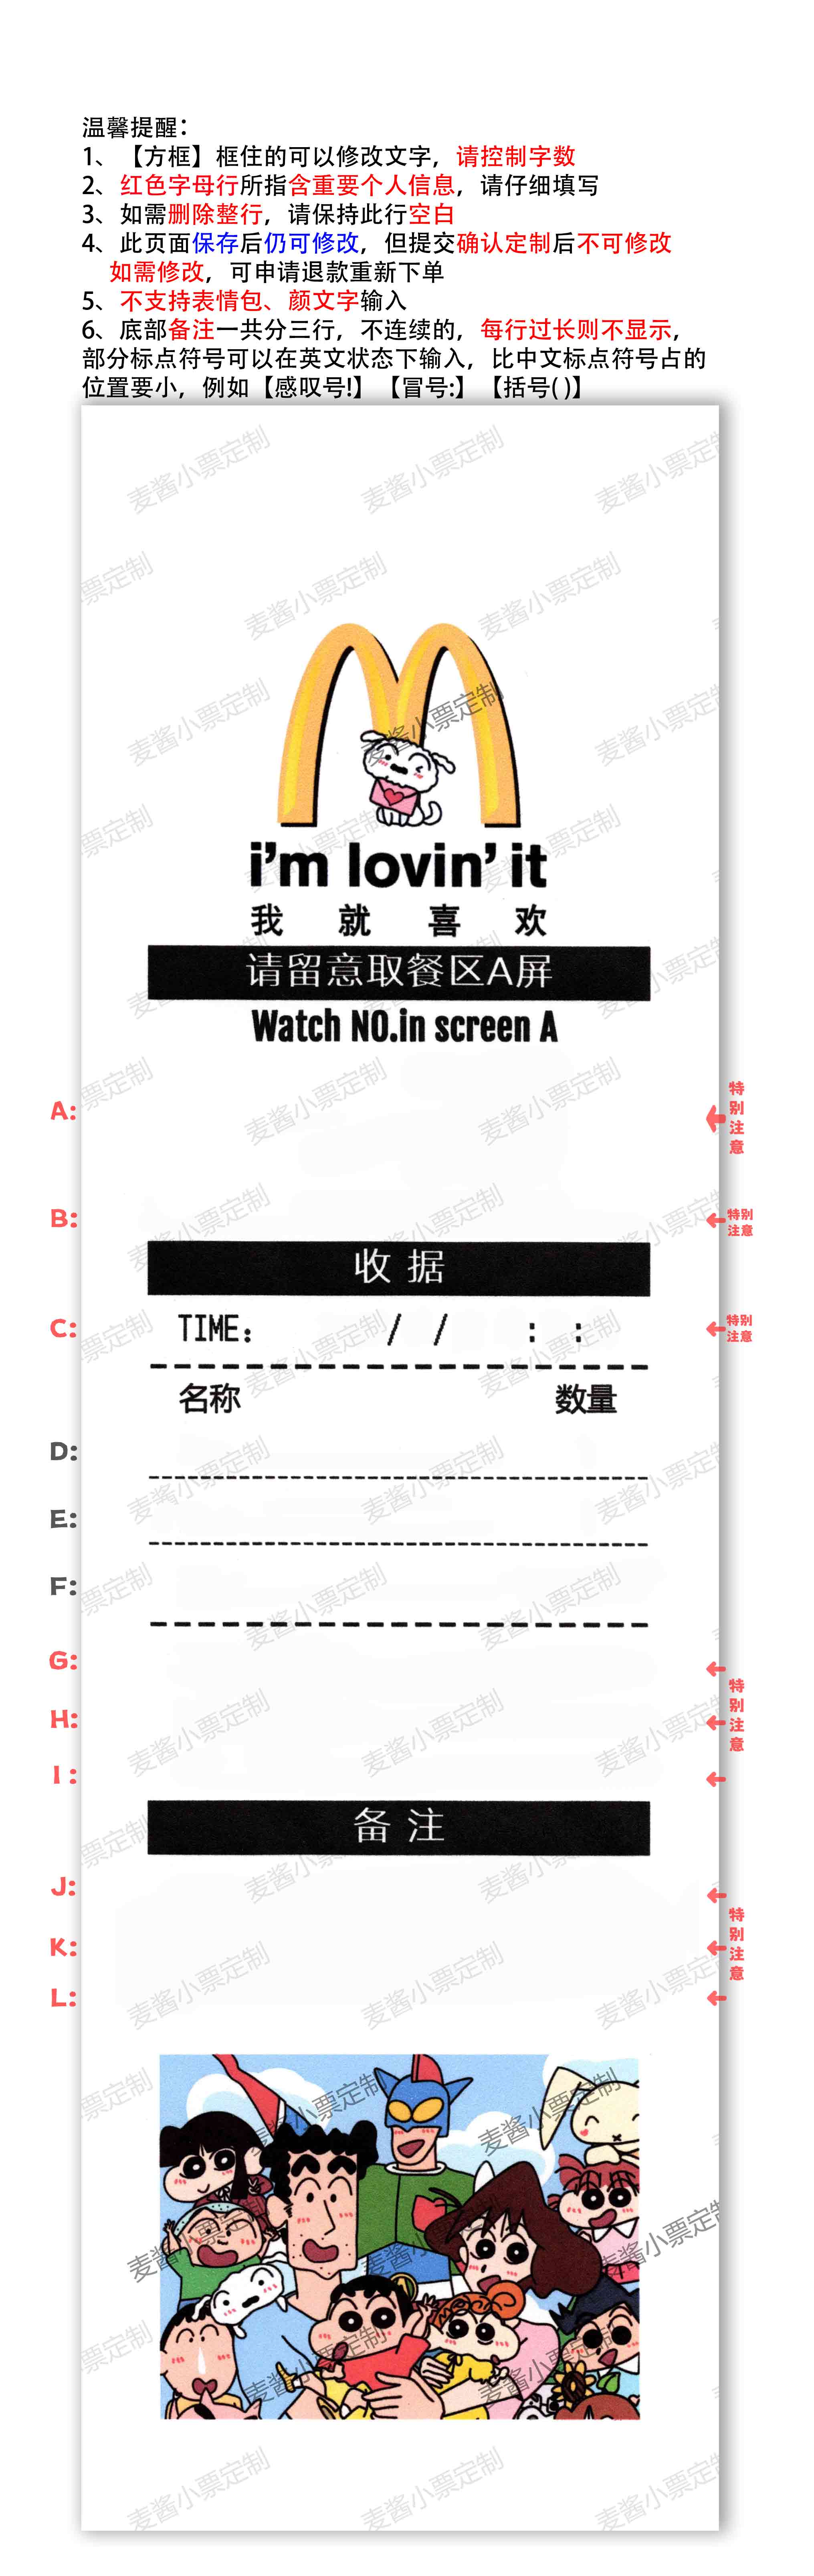 温馨提醒:
1、【方框】框住的可以修改文字，请控制字数
2、红色字母行所指含重要个人信息，请仔细填写
3、如需删除整行，请保持此行空白
4、此页面保存后仍可修改，但提交确认定制后不可修改
如需修改，可申请退款重新下单
5、不支持表情包、颜文字输入
6、底部备注一共分三行，不连续的，每行过长则不显示，
部分标点符号可以在英文状态下输入，比中文标点符号占的
位置要小，例如【感叹号!】【冒号:】【括号( )】
麦酱小票定制
i'm lovin' it
我就喜欢
请留意取餐区A屏
Watch NO.in screen A
A: 特别注意
B: 特别注意
收据
C: TIME: / / : : 特别注意
名称 数量
D:
E:
F:
G:
H: 特别注意
I:
备注
J:
K: 特别注意
L: